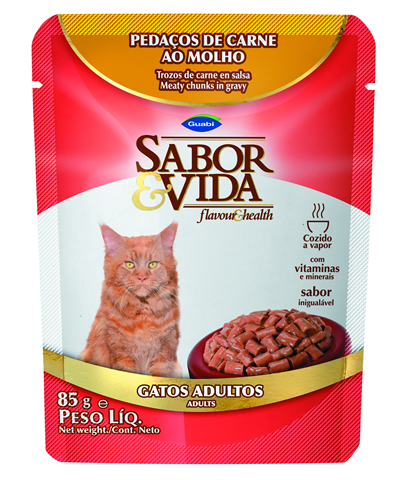 PEDAÇOS DE CARNE
AO MOLHO
Trozos de carne en salsa
Meaty chunks in gravy
Guabi
SABOR
& VIDA
flavour&health
Cozido
a vapor
com
vitaminas
e minerais
sabor
inigualável
GATOS ADULTOS
ADULTS
85 g e
PESO LÍQ.
Net weight./Cont. Neto